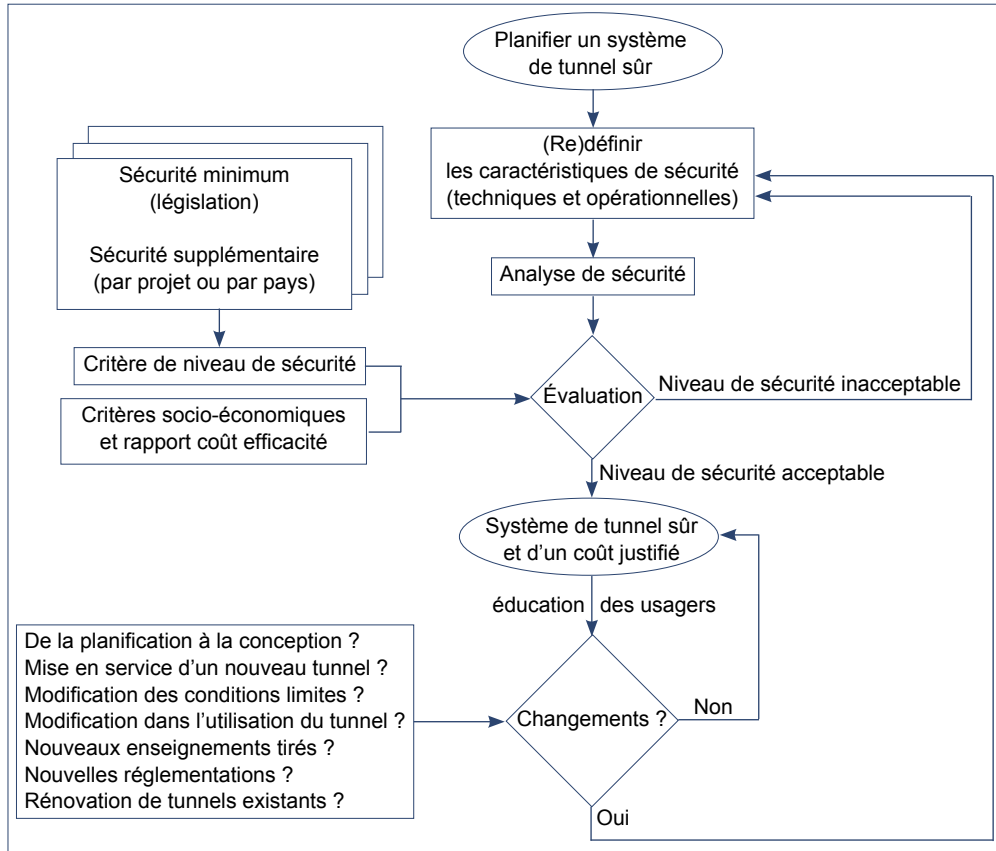 Planifier un système
de tunnel sûr
(Re)définir
les caractéristiques de sécurité
(techniques et opérationnelles)
Sécurité minimum
(législation)
Sécurité supplémentaire
(par projet ou par pays)
Analyse de sécurité
Critère de niveau de sécurité
Critères socio-économiques
et rapport coût efficacité
Évaluation
Niveau de sécurité inacceptable
Niveau de sécurité acceptable
Système de tunnel sûr
et d'un coût justifié
éducation des usagers
De la planification à la conception ?
Mise en service d'un nouveau tunnel ?
Modification des conditions limites ?
Modification dans l'utilisation du tunnel ?
Nouveaux enseignements tirés ?
Nouvelles réglementations ?
Rénovation de tunnels existants ?
Changements ?
Non
Oui